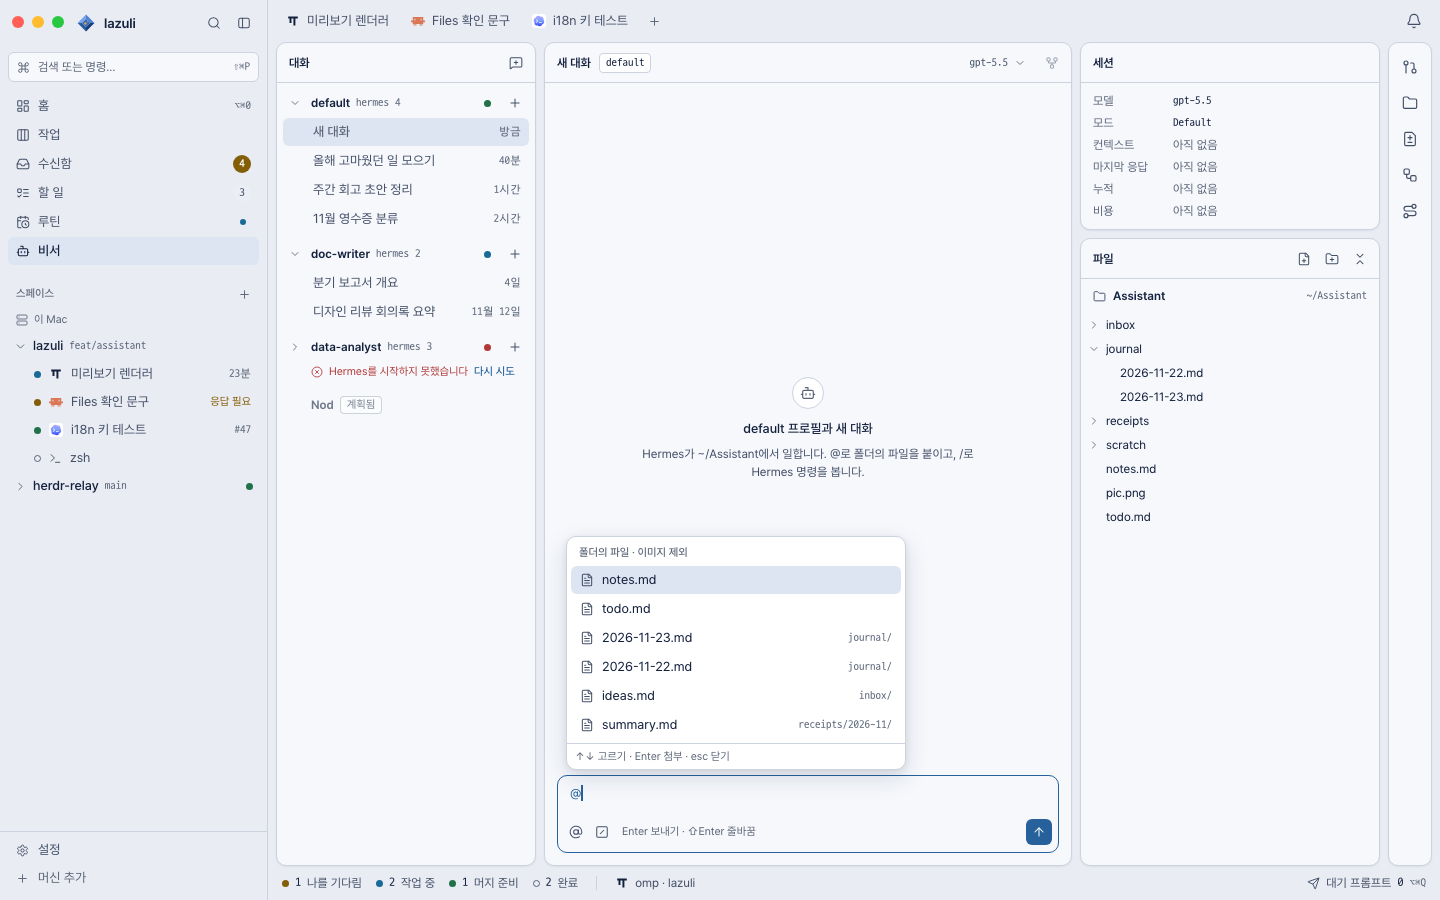 lazuli
검색 또는 명령...
⇧⌘P
홈
⌥⌘0
작업
수신함
4
할 일
3
루틴
비서
스페이스
이 Mac
lazuli feat/assistant
미리보기 렌더러
23분
Files 확인 문구
응답 필요
i18n 키 테스트
#47
zsh
herdr-relay main
설정
머신 추가
미리보기 렌더러
Files 확인 문구
i18n 키 테스트
대화
default hermes 4
새 대화
방금
올해 고마웠던 일 모으기
40분
주간 회고 초안 정리
1시간
11월 영수증 분류
2시간
doc-writer hermes 2
분기 보고서 개요
4일
디자인 리뷰 회의록 요약
11월 12일
data-analyst hermes 3
Hermes를 시작하지 못했습니다 다시 시도
Nod 계획됨
새 대화 default
gpt-5.5
default 프로필과 새 대화
Hermes가 ~/Assistant에서 일합니다. @로 폴더의 파일을 붙이고, /로
Hermes 명령을 봅니다.
폴더의 파일 · 이미지 제외
notes.md
todo.md
2026-11-23.md
journal/
2026-11-22.md
journal/
ideas.md
inbox/
summary.md
receipts/2026-11/
↑↓ 고르기 · Enter 첨부 · esc 닫기
@
Enter 보내기 · ⇧Enter 줄바꿈
세션
모델 gpt-5.5
모드 Default
컨텍스트 아직 없음
마지막 응답 아직 없음
누적 아직 없음
비용 아직 없음
파일
Assistant
~/Assistant
inbox
journal
2026-11-22.md
2026-11-23.md
receipts
scratch
notes.md
pic.png
todo.md
1 나를 기다림
2 작업 중
1 머지 준비
2 완료
omp · lazuli
대기 프롬프트 0 ⌥⌘Q